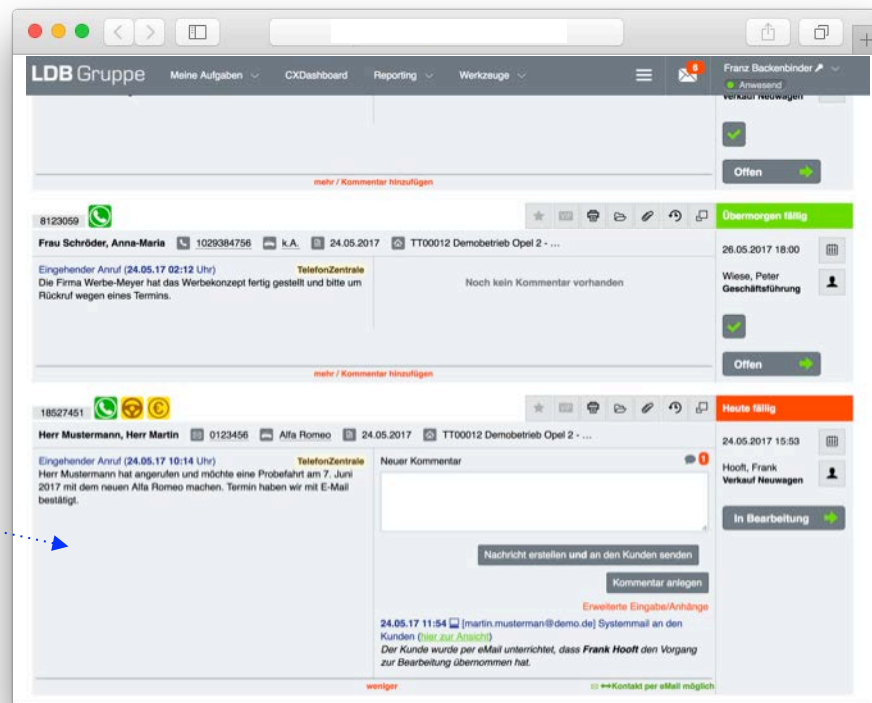 LDB Gruppe Meine Aufgaben CXDashboard Reporting Werkzeuge 6 Franz Backenbinder
Anwesend
Verkauf Neuwagen
Offen
mehr / Kommentar hinzufügen
8123059 Übermorgen fällig
Frau Schröder, Anna-Maria 1029384756 k.A. 24.05.2017 TT00012 Demobetrieb Opel 2 - ...
26.05.2017 18:00
Eingehender Anruf (24.05.17 02:12 Uhr) TelefonZentrale
Die Firma Werbe-Meyer hat das Werbekonzept fertig gestellt und bitte um
Rückruf wegen eines Termins.
Noch kein Kommentar vorhanden
Wiese, Peter
Geschäftsführung
Offen
mehr / Kommentar hinzufügen
18527451 € Heute fällig
Herr Mustermann, Herr Martin 0123456 Alfa Romeo 24.05.2017 TT00012 Demobetrieb Opel 2 - ...
24.05.2017 15:53
Eingehender Anruf (24.05.17 10:14 Uhr) TelefonZentrale
Herr Mustermann hat angerufen und möchte eine Probefahrt am 7. Juni
2017 mit dem neuen Alfa Romeo machen. Termin haben wir mit E-Mail
bestätigt.
Neuer Kommentar 1
Hooft, Frank
Verkauf Neuwagen
In Bearbeitung
Nachricht erstellen und an den Kunden senden
Kommentar anlegen
Erweiterte Eingabe/Anhänge
24.05.17 11:54 [martin.musterman@demo.de] Systemmail an den
Kunden (hier zur Ansicht)
Der Kunde wurde per eMail unterrichtet, dass Frank Hooft den Vorgang
zur Bearbeitung übernommen hat.
weniger Kontakt per eMail möglich